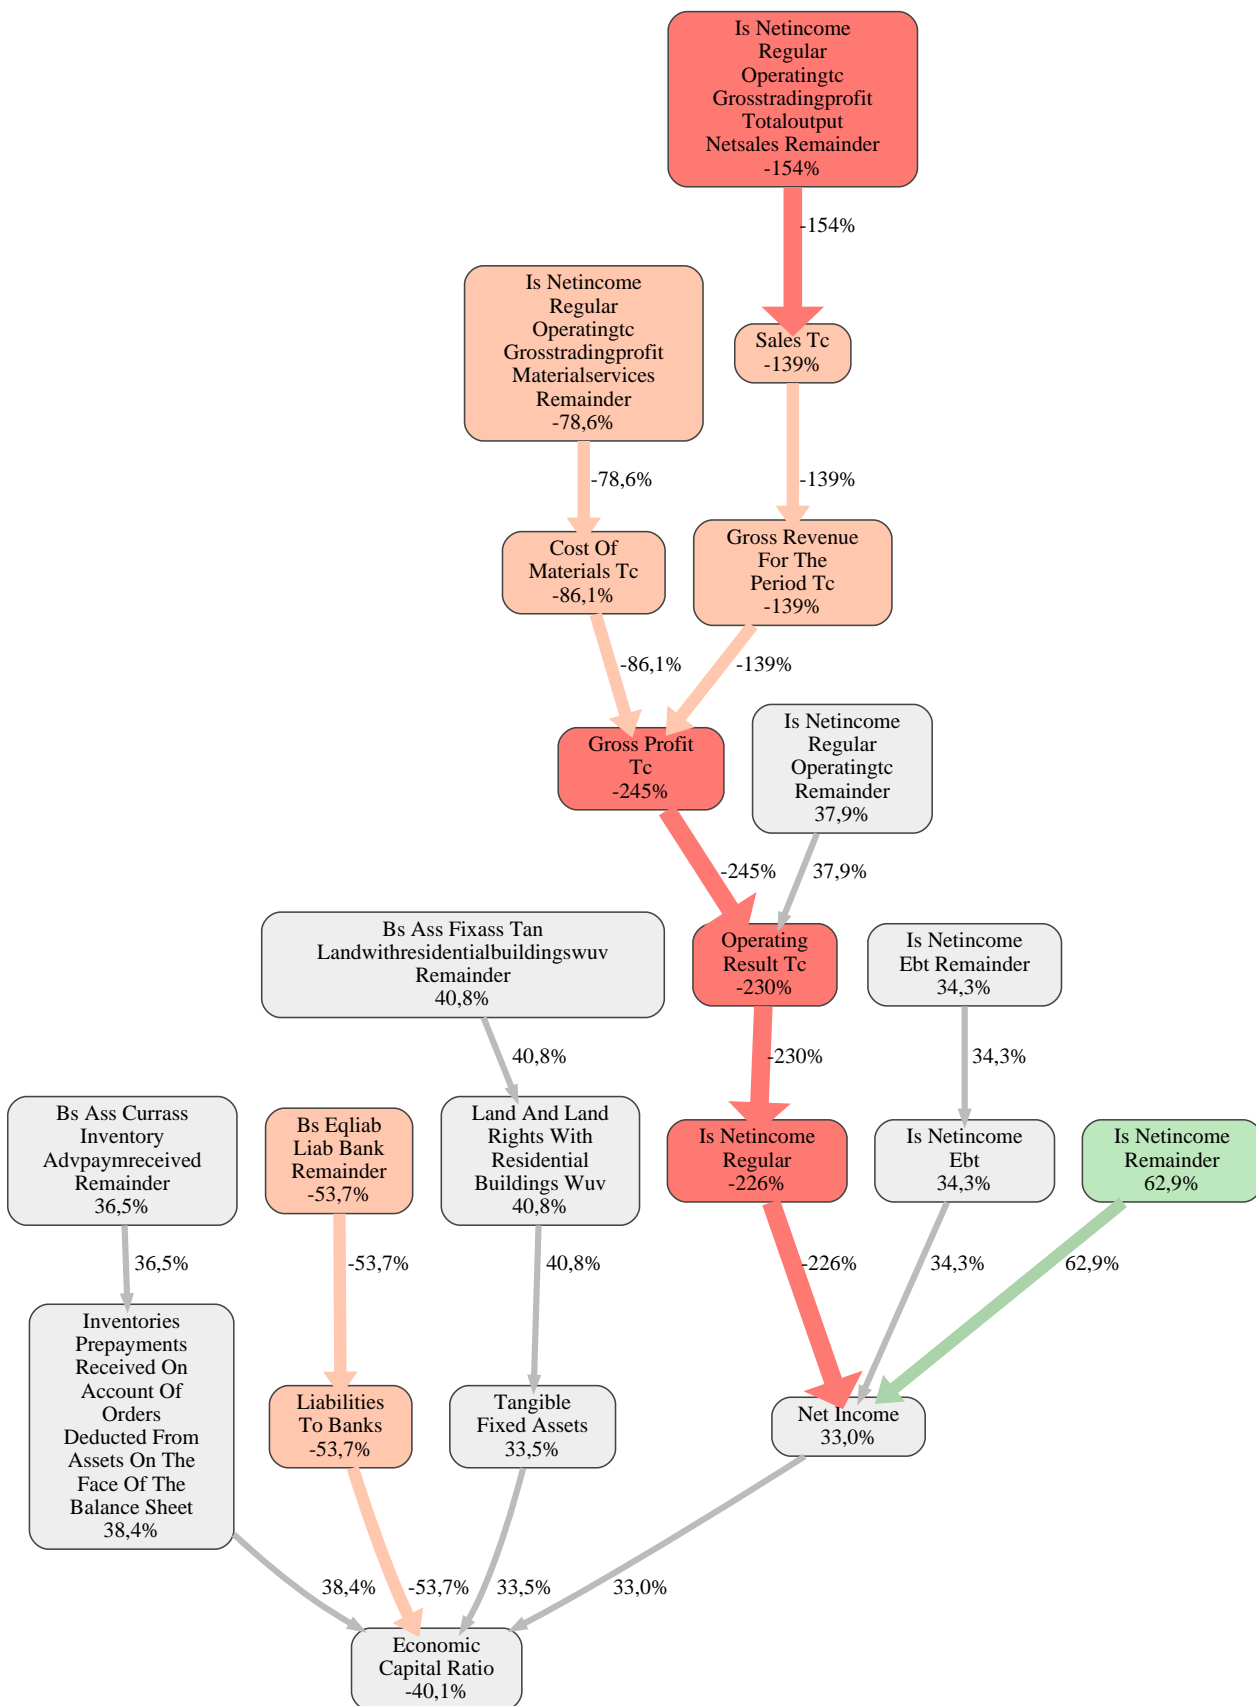 Is Netincome
Regular
Operatingtc
Grosstradingprofit
Totaloutput
Netsales Remainder
-154%
-154%
Is Netincome
Regular
Operatingtc
Grosstradingprofit
Materialservices
Remainder
-78,6%
Sales Tc
-139%
-78,6%
-139%
Cost Of
Materials Tc
-86,1%
Gross Revenue
For The
Period Tc
-139%
-86,1%
-139%
Gross Profit
Tc
-245%
Is Netincome
Regular
Operatingtc
Remainder
37,9%
-245%
37,9%
Bs Ass Fixass Tan
Landwithresidentialbuildingswuv
Remainder
40,8%
Operating
Result Tc
-230%
Is Netincome
Ebt Remainder
34,3%
40,8%
-230%
34,3%
Bs Ass Currass
Inventory
Advpaymreceived
Remainder
36,5%
Bs Eqliab
Liab Bank
Remainder
-53,7%
Land And Land
Rights With
Residential
Buildings Wuv
40,8%
Is Netincome
Regular
-226%
Is Netincome
Ebt
34,3%
Is Netincome
Remainder
62,9%
36,5%
-53,7%
40,8%
-226%
34,3%
62,9%
Inventories
Prepayments
Received On
Account Of
Orders
Deducted From
Assets On The
Face Of The
Balance Sheet
38,4%
Liabilities
To Banks
-53,7%
Tangible
Fixed Assets
33,5%
Net Income
33,0%
38,4%
-53,7%
33,5%
33,0%
Economic
Capital Ratio
-40,1%